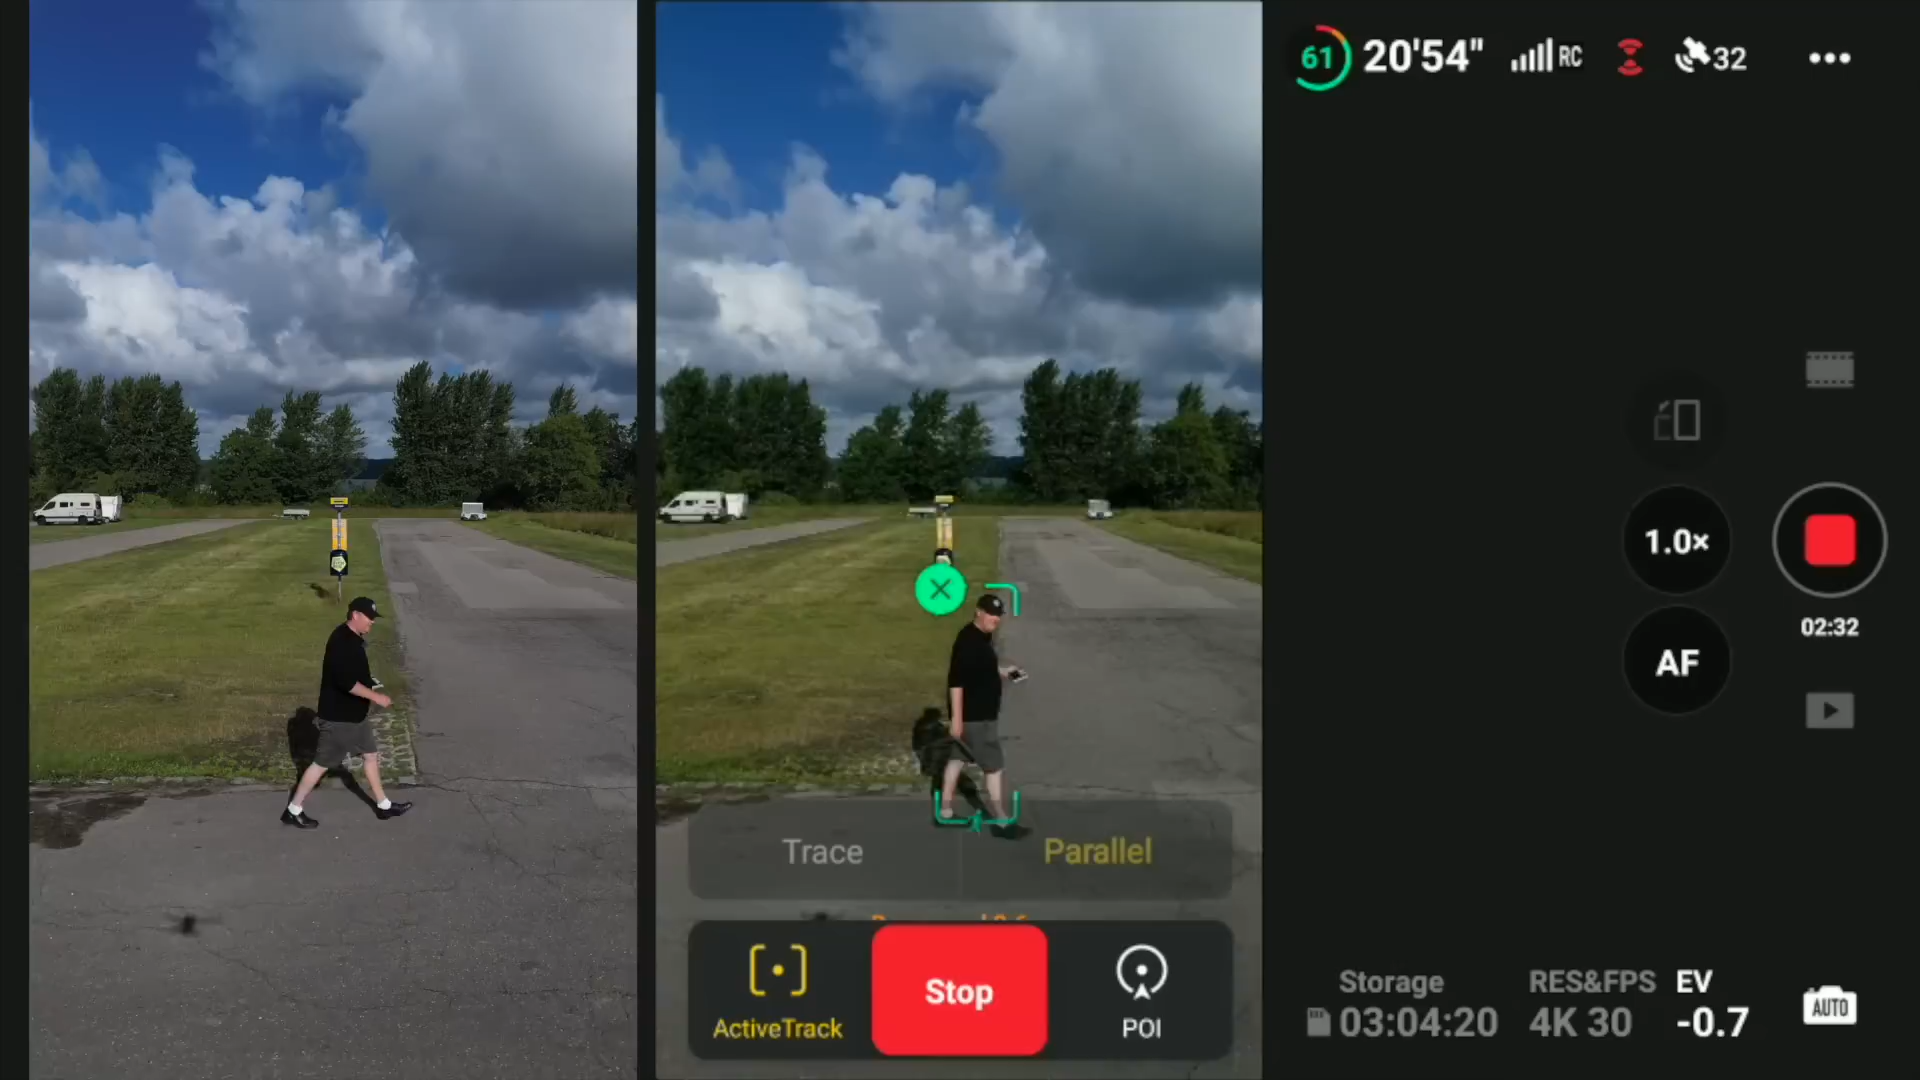 61 20'54" RC 32
1.0×
02:32
AF
Trace Parallel
Stop
ActiveTrack POI
Storage RES&FPS EV
03:04:20 4K 30 -0.7
AUTO